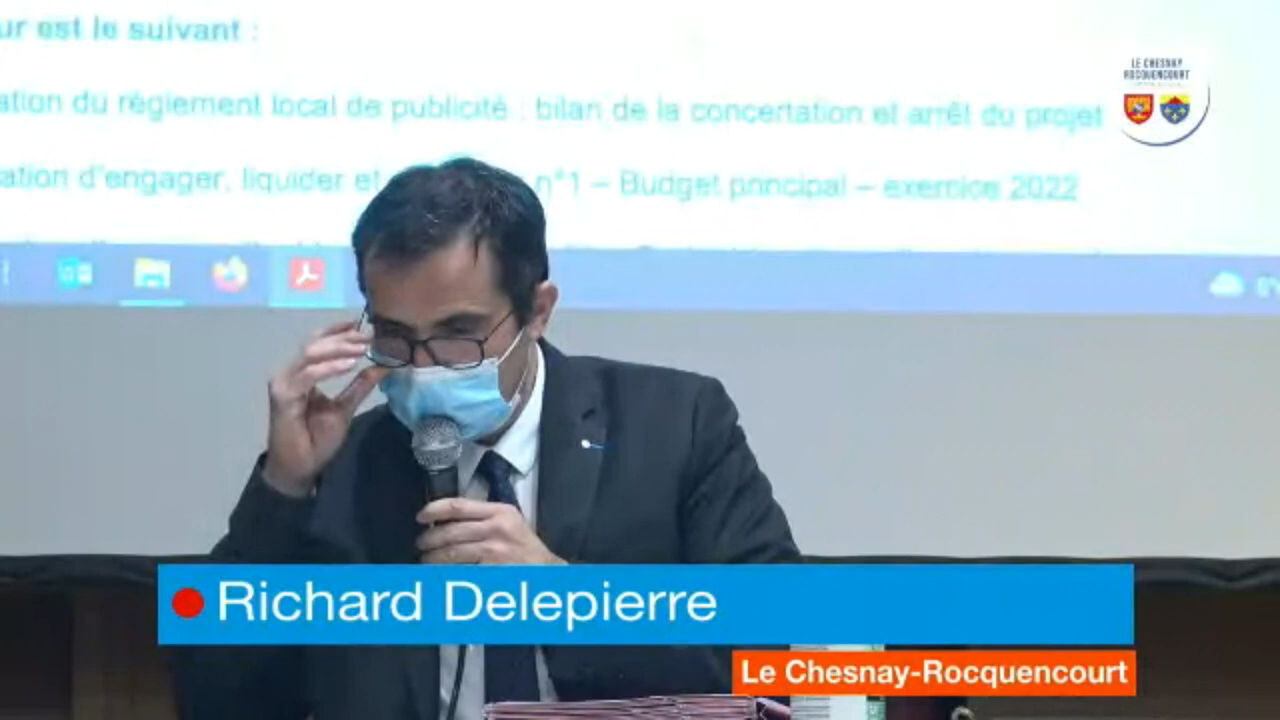 ur est le suivant :
LE CHESNAY
ROCQUENCOURT
ation du règlement local de publicité : bilan de la concertation et arrêt du projet
ation d'engager, liquider et n°1 – Budget principal – exercice 2022
Richard Delepierre
Le Chesnay-Rocquencourt